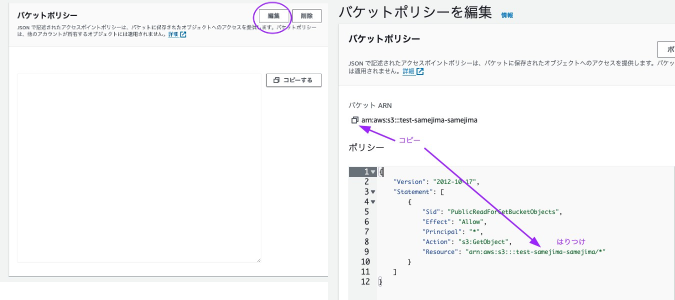 バケットポリシー
編集
削除
JSON で記述されたアクセスポイントポリシーは、バケットに保存されたオブジェクトへのアクセスを提供します。バケットポリシー
は、他のアカウントが所有するオブジェクトには適用されません。詳細
コピーする
バケットポリシーを編集 情報
バケットポリシー
JSON で記述されたバケットポリシーは、バケットに保存されたオブジェクトへのアクセスを提供します。バケッ
は適用されません。詳細
バケット ARN
arn:aws:s3:::test-samejima-samejima
コピー
ポリシー
1 {
2 "Version": "2012-10-17",
3 "Statement": [
4 {
5 "Sid": "PublicReadForGetBucketObjects",
6 "Effect": "Allow",
7 "Principal": "*",
8 "Action": "s3:GetObject",
はりつけ
9 "Resource": "arn:aws:s3:::test-samejima-samejima/*"
10 }
11 ]
12 }